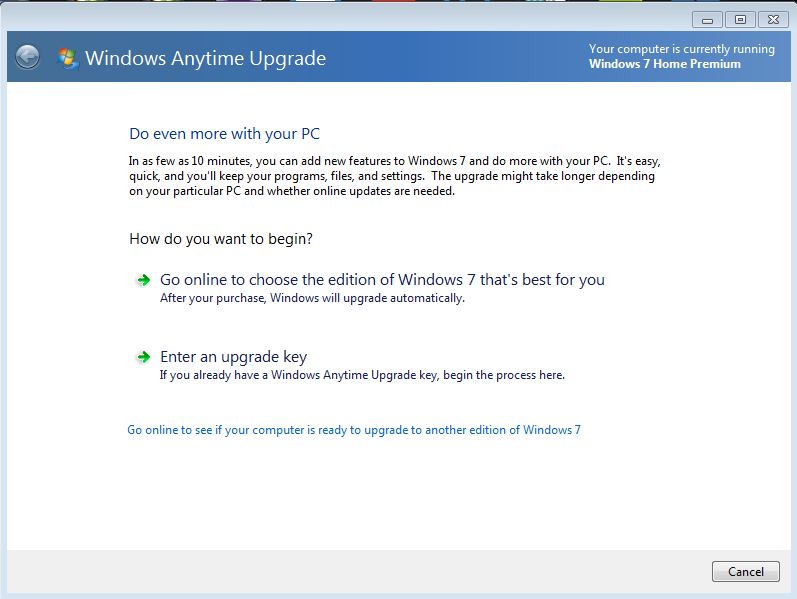 Windows Anytime Upgrade
Your computer is currently running
Windows 7 Home Premium
Do even more with your PC
In as few as 10 minutes, you can add new features to Windows 7 and do more with your PC. It's easy,
quick, and you'll keep your programs, files, and settings. The upgrade might take longer depending
on your particular PC and whether online updates are needed.
How do you want to begin?
Go online to choose the edition of Windows 7 that's best for you
After your purchase, Windows will upgrade automatically.
Enter an upgrade key
If you already have a Windows Anytime Upgrade key, begin the process here.
Go online to see if your computer is ready to upgrade to another edition of Windows 7
Cancel